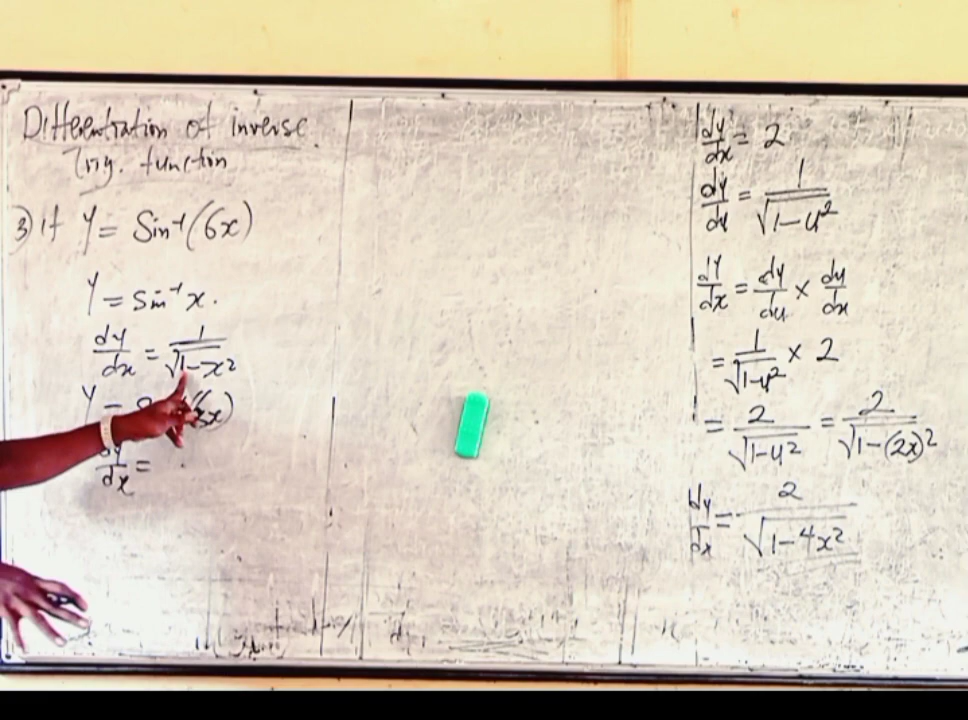 Differentiation of inverse
Trig. function
3) If y = Sin⁻¹(6x)
y = sin⁻¹x.
dy/dx = 1/√1-x²
y = x)
dy/dx =
dy/dx = 2
dy/dy = 1/√1-u²
dy/dx = dy/du × dy/dx
= 1/√1-u² × 2
= 2/√1-u² = 2/√1-(2x)²
dy/dx = 2/√1-4x²